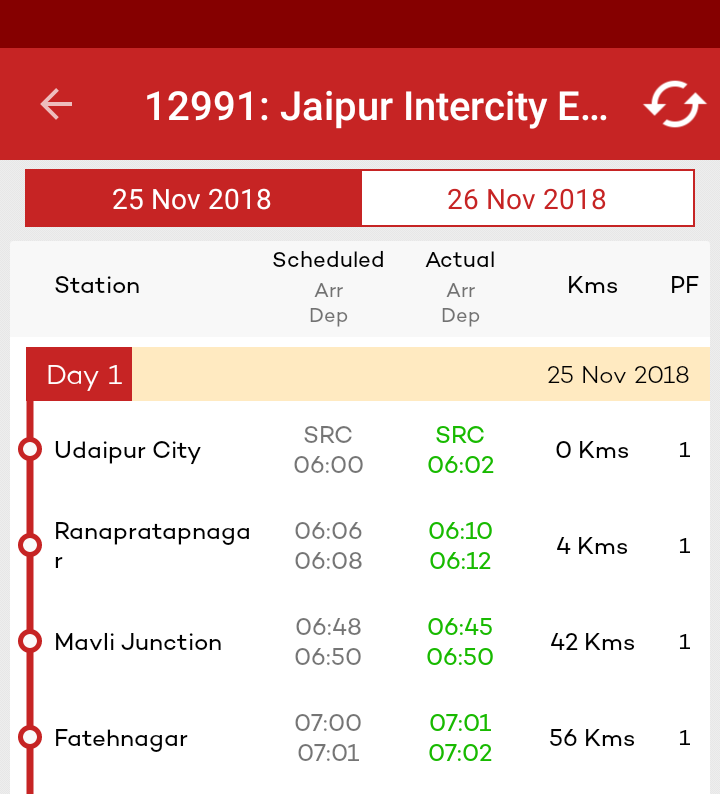 12991: Jaipur Intercity E...
25 Nov 2018 26 Nov 2018
Station Scheduled Arr Dep Actual Arr Dep Kms PF
Day 1 25 Nov 2018
Udaipur City SRC 06:00 SRC 06:02 0 Kms 1
Ranapratapnaga
r 06:06 06:08 06:10 06:12 4 Kms 1
Mavli Junction 06:48 06:50 06:45 06:50 42 Kms 1
Fatehnagar 07:00 07:01 07:01 07:02 56 Kms 1